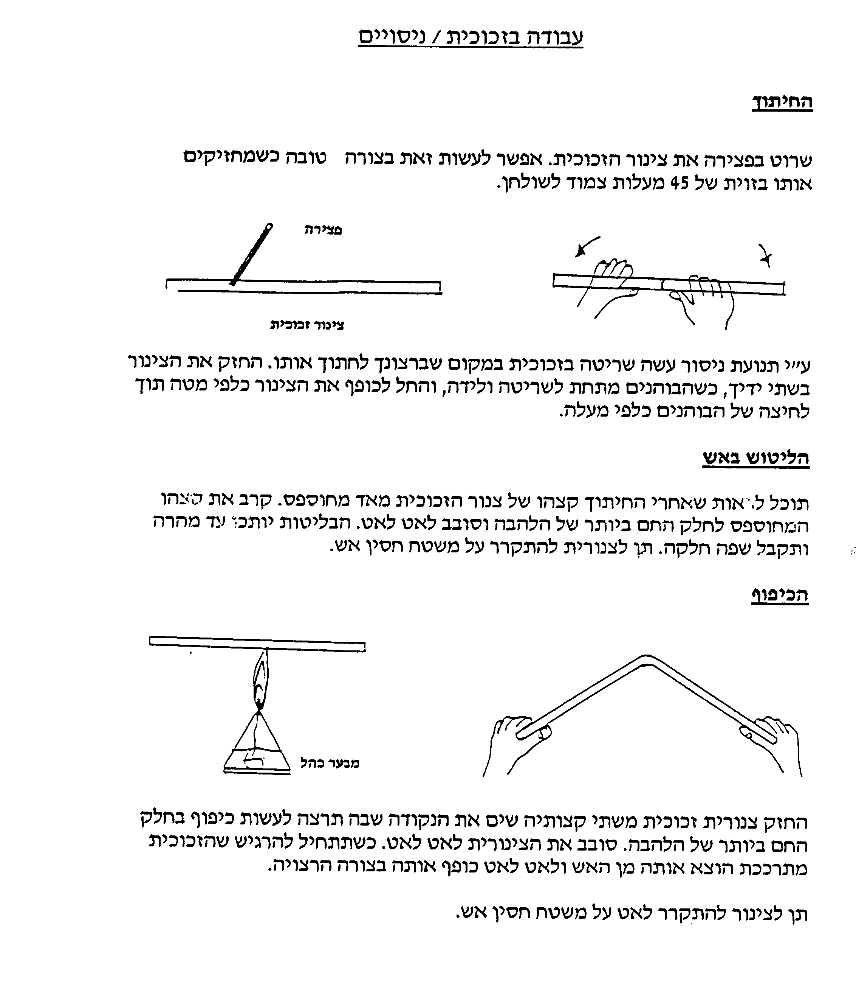 עבודה בזכוכית / ניסויים
החיתוך
שרוט בפצירה את צינור הזכוכית. אפשר לעשות זאת בצורה טובה כשמחזיקים
אותו בזוית של 45 מעלות צמוד לשולחן.
פצירה
צינור זכוכית
ע"י תנועת ניסור עשה שריטה בזכוכית במקום שברצונך לחתוך אותו. החזק את הצינור
בשתי ידיך, כשהבוהנים מתחת לשריטה ולידה, והחל לכופף את הצינור כלפי מטה תוך
לחיצה של הבוהנים כלפי מעלה.
הליטוש באש
תוכל לראות שאחרי החיתוך קצהו של צנור הזכוכית מאד מחוספס. קרב את קצהו
המחוספס לחלק החם ביותר של הלהבה וסובב לאט לאט. הבליטות יותכו עד מהרה
ותקבל שפה חלקה. תן לצנורית להתקרר על משטח חסין אש.
הכיפוף
מבער כהל
החזק צנורית זכוכית משתי קצותיה שים את הנקודה שבה תרצה לעשות כיפוף בחלק
החם ביותר של הלהבה. סובב את הצינורית לאט לאט. כשתתחיל להרגיש שהזכוכית
מתרככת הוצא אותה מן האש ולאט לאט כופף אותה בצורה הרצויה.
תן לצינור להתקרר לאט על משטח חסין אש.